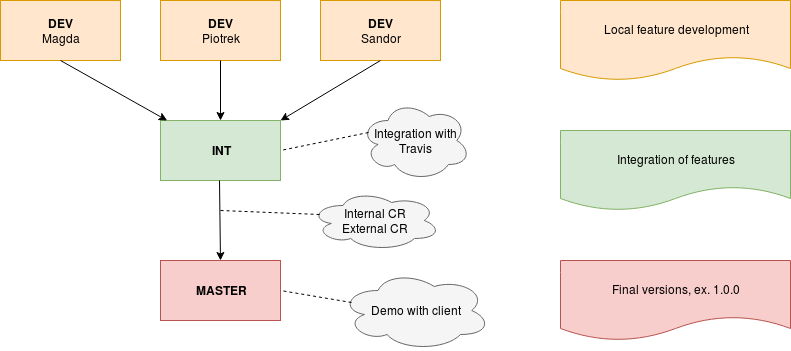 DEV
Magda
DEV
Piotrek
DEV
Sandor
Local feature development
INT
Integration with
Travis
Integration of features
Internal CR
External CR
MASTER
Demo with client
Final versions, ex. 1.0.0